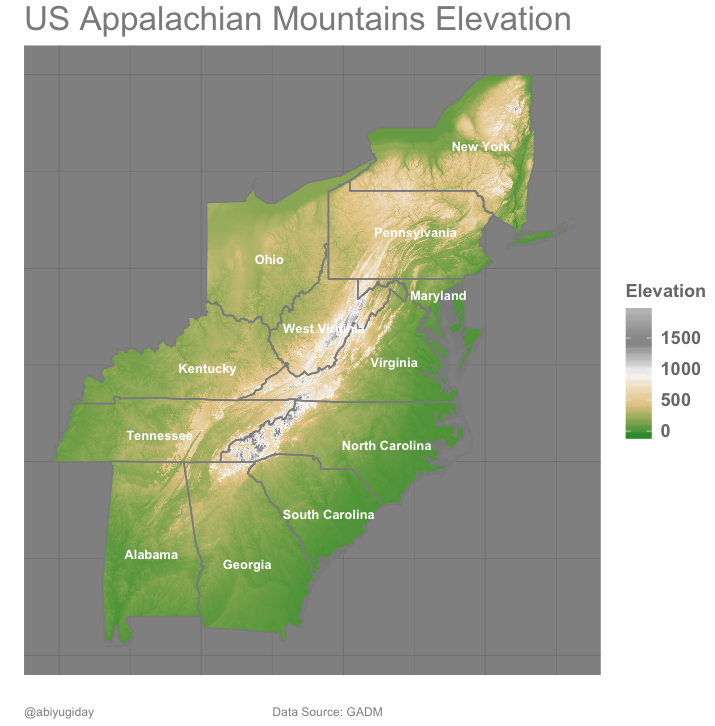 US Appalachian Mountains Elevation
New York
Pennsylvania
Ohio
Maryland
West Virginia
Virginia
Kentucky
Tennessee
North Carolina
South Carolina
Alabama
Georgia
Elevation
1500
1000
500
0
@abiyugiday
Data Source: GADM